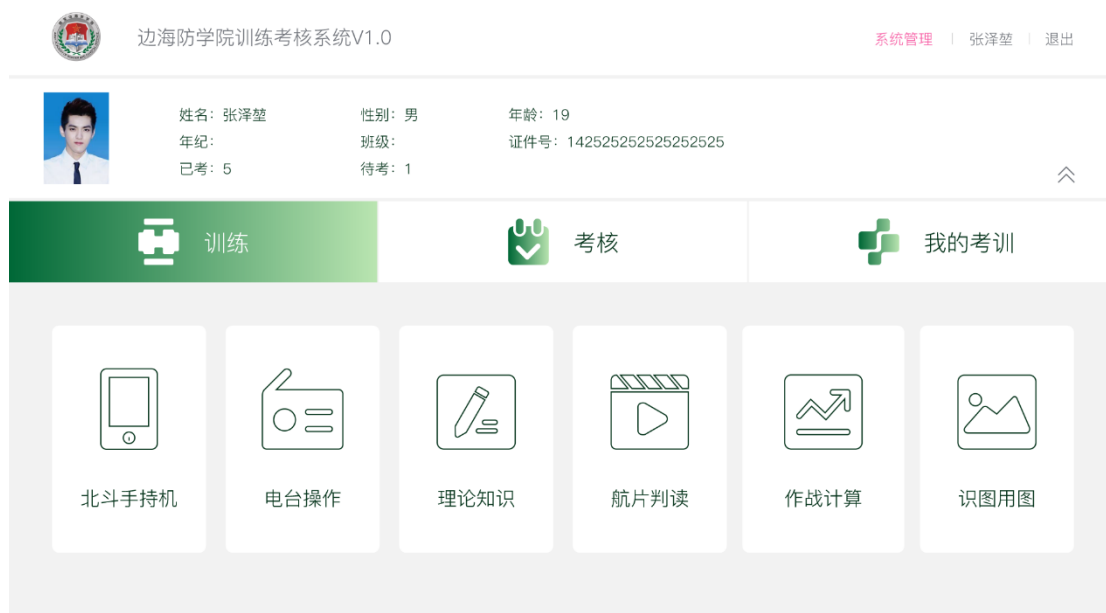 边海防学院训练考核系统V1.0
系统管理 | 张泽堃 | 退出
姓名：张泽堃 性别：男 年龄：19
年纪： 班级： 证件号：142525252525252525
已考：5 待考：1
训练 考核 我的考训
北斗手持机 电台操作 理论知识 航片判读 作战计算 识图用图